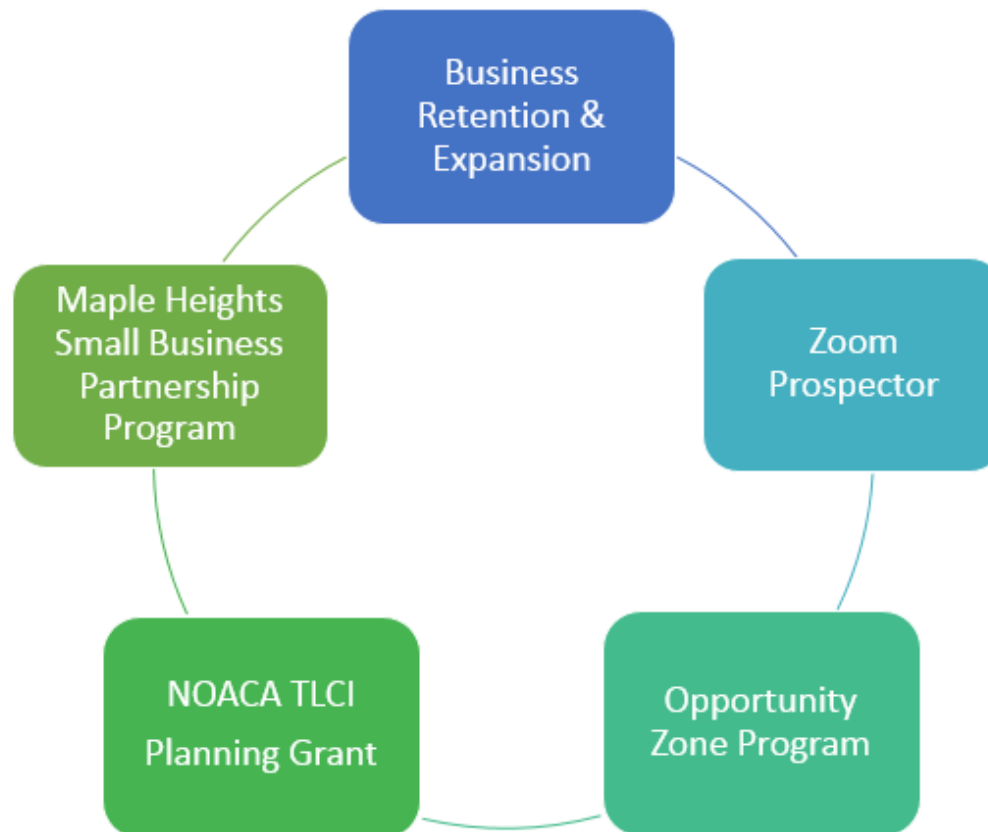 Business
Retention &
Expansion
Zoom
Prospector
Opportunity
Zone Program
NOACA TLCI
Planning Grant
Maple Heights
Small Business
Partnership
Program